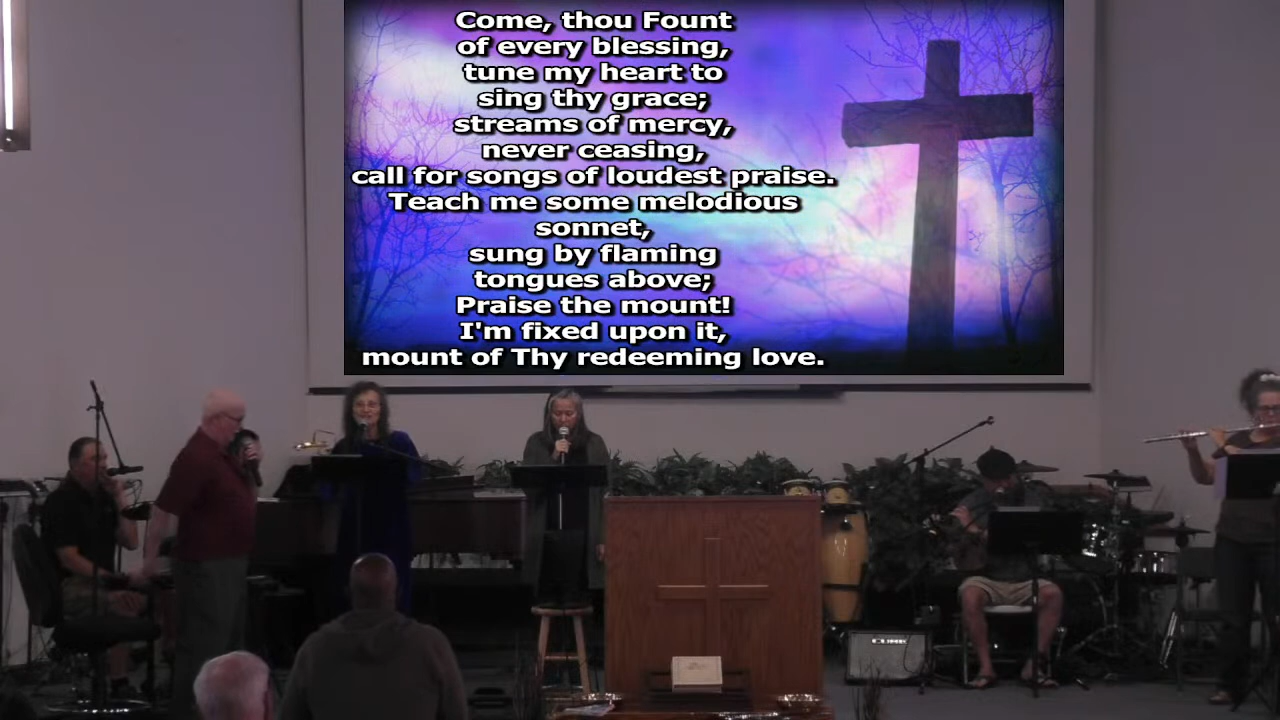 Come, thou Fount
of every blessing,
tune my heart to
sing thy grace;
streams of mercy,
never ceasing,
call for songs of loudest praise.
Teach me some melodious
sonnet,
sung by flaming
tongues above;
Praise the mount!
I'm fixed upon it,
mount of Thy redeeming love.